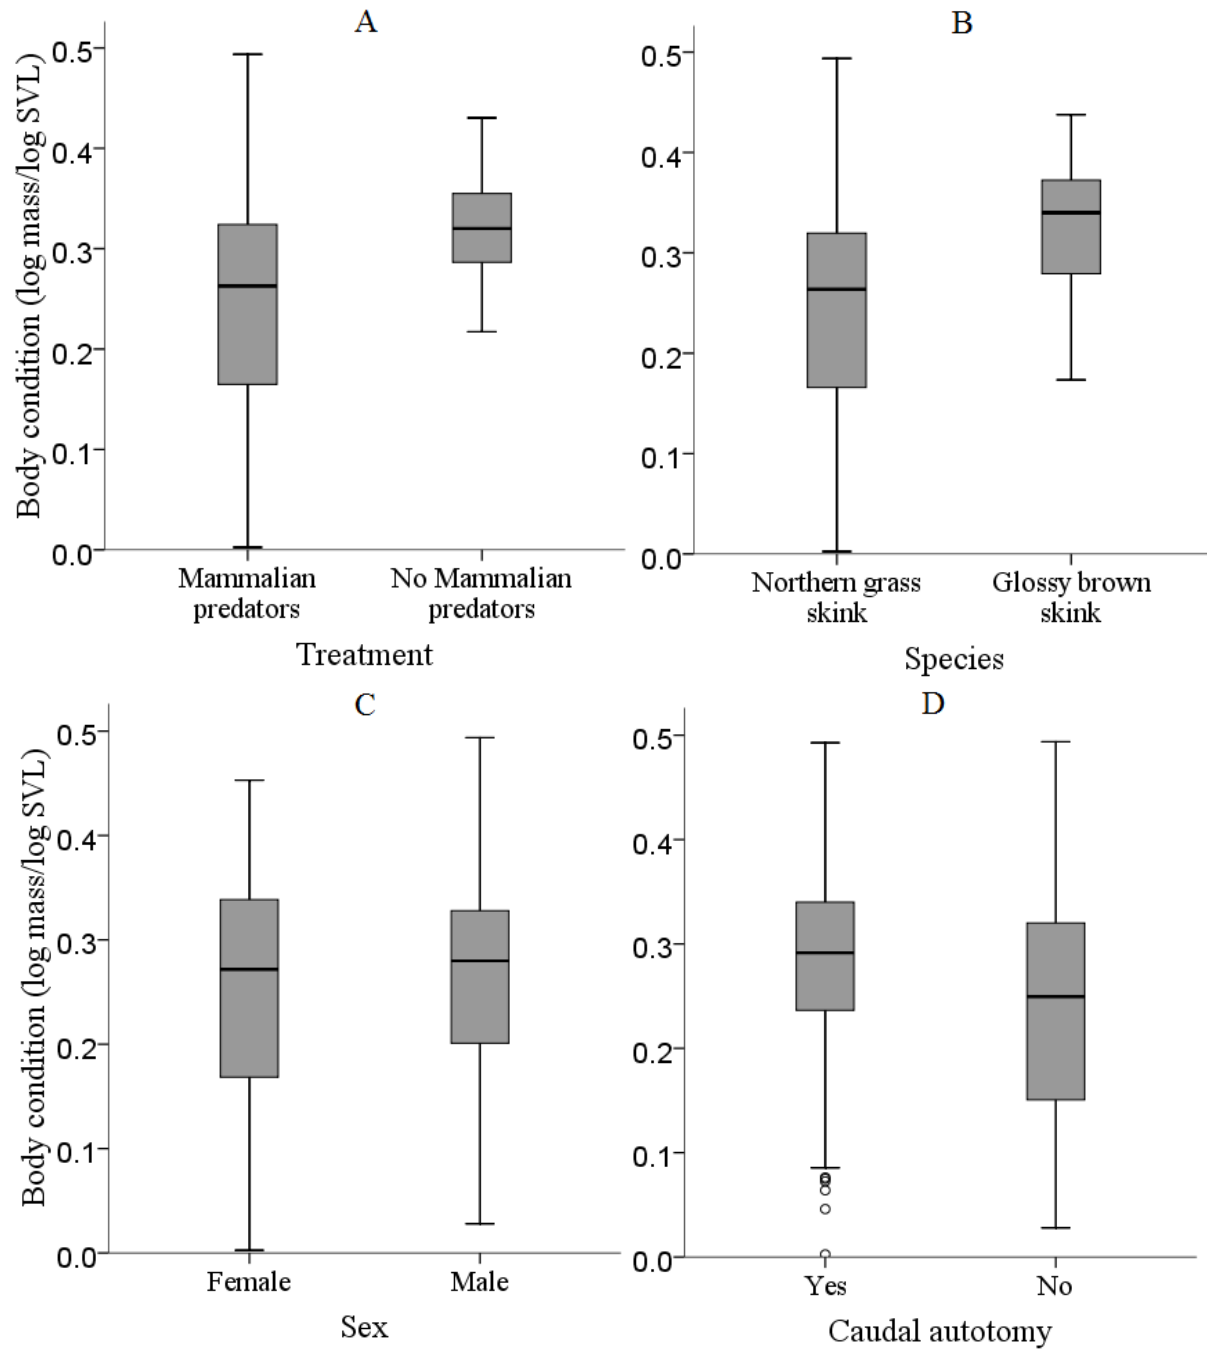 A
Body condition (log mass/log SVL)
0.5
0.4
0.3
0.2
0.1
0.0
Mammalian
predators
No Mammalian
predators
Treatment
B
0.5
0.4
0.3
0.2
0.1
0.0
Northern grass
skink
Glossy brown
skink
Species
C
Body condition (log mass/log SVL)
0.5
0.4
0.3
0.2
0.1
0.0
Female
Male
Sex
D
0.5
0.4
0.3
0.2
0.1
0.0
Yes
No
Caudal autotomy